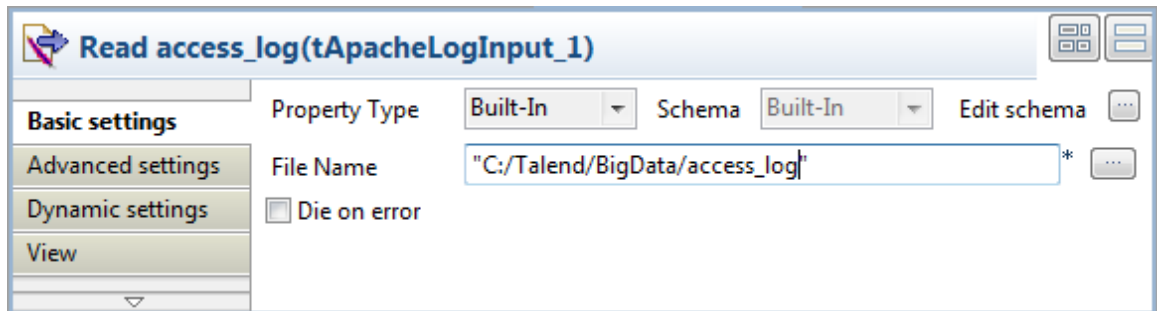 Read access_log(tApacheLogInput_1)
Basic settings
Advanced settings
Dynamic settings
View
Property Type Built-In Schema Built-In Edit schema ...
File Name "C:/Talend/BigData/access_log" * ...
Die on error